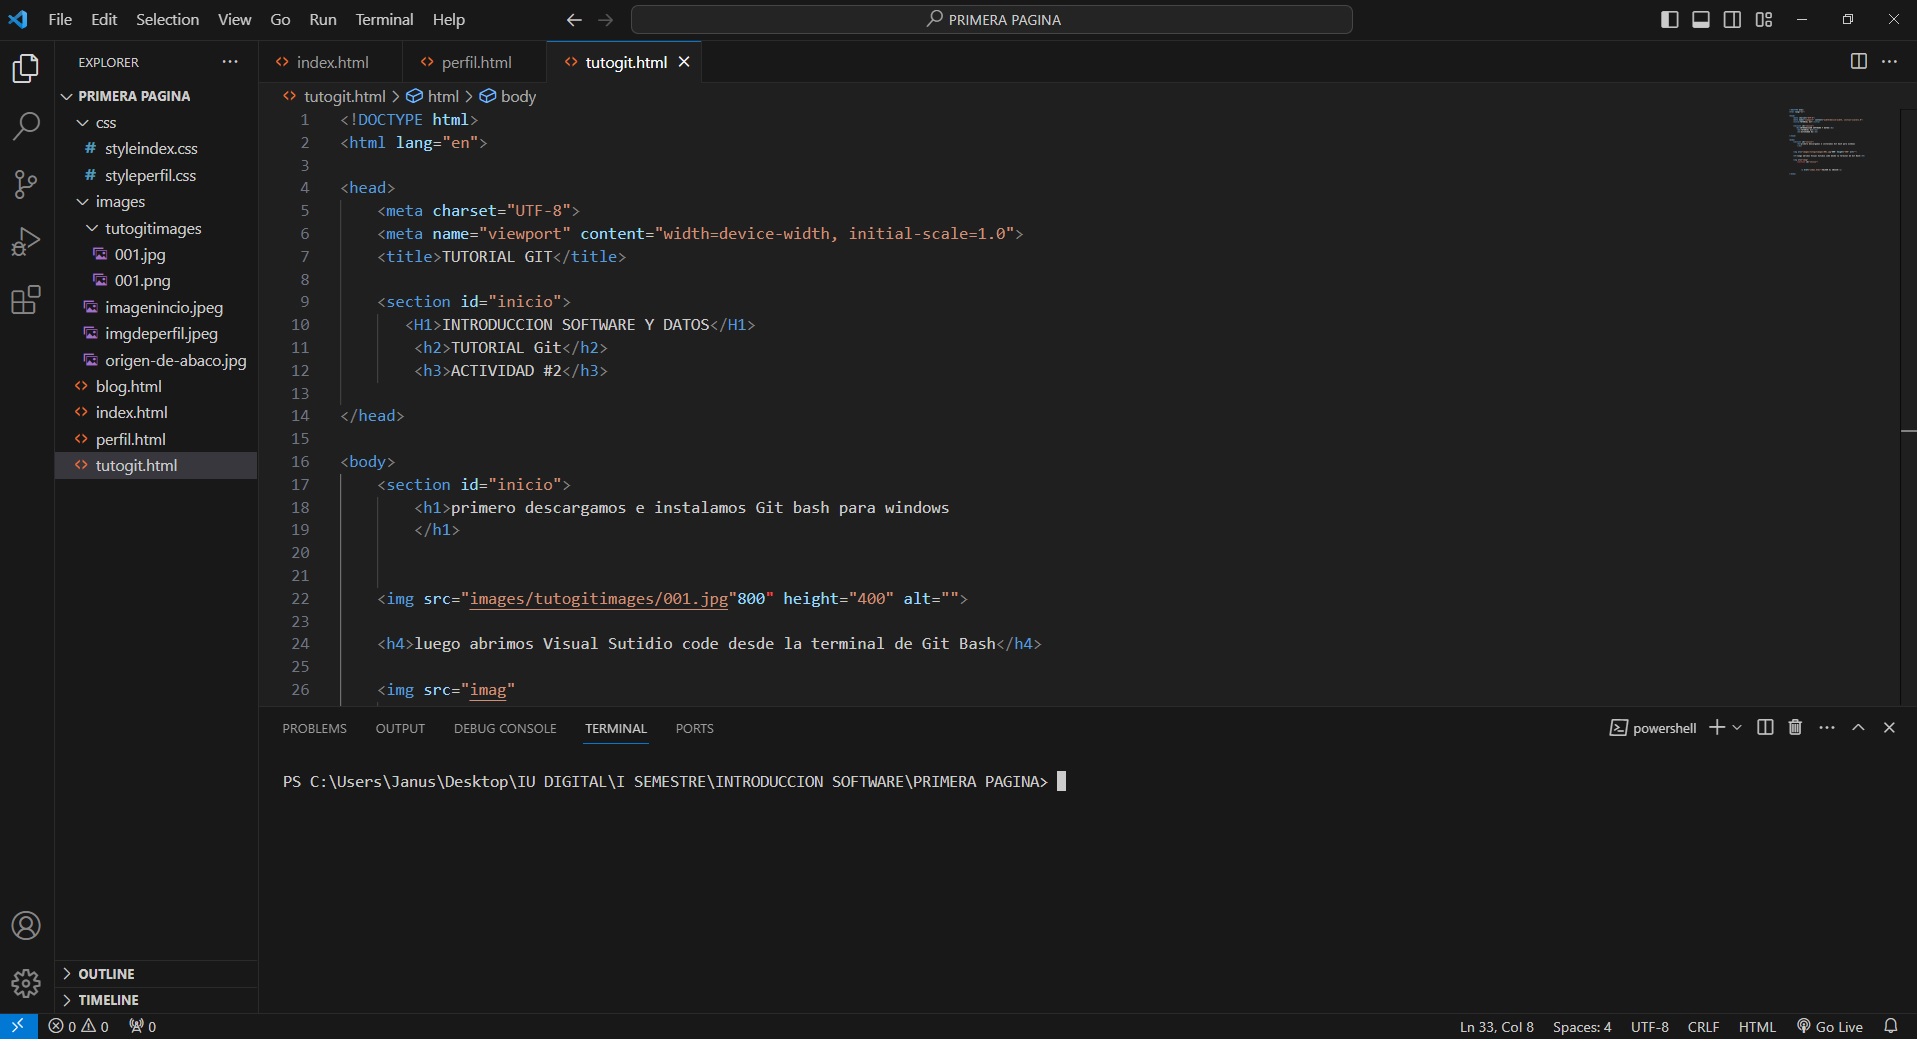 File Edit Selection View Go Run Terminal Help
PRIMERA PAGINA
EXPLORER
PRIMERA PAGINA
css
# styleindex.css
# styleperfil.css
images
tutogitimages
001.jpg
001.png
imagenincio.jpeg
imgdeperfil.jpeg
origen-de-abaco.jpg
<> blog.html
<> index.html
<> perfil.html
<> tutogit.html
OUTLINE
TIMELINE
<> index.html <> perfil.html <> tutogit.html
<> tutogit.html > html > body
1 <!DOCTYPE html>
2 <html lang="en">
3
4 <head>
5 <meta charset="UTF-8">
6 <meta name="viewport" content="width=device-width, initial-scale=1.0">
7 <title>TUTORIAL GIT</title>
8
9 <section id="inicio">
10 <H1>INTRODUCCION SOFTWARE Y DATOS</H1>
11 <h2>TUTORIAL Git</h2>
12 <h3>ACTIVIDAD #2</h3>
13
14 </head>
15
16 <body>
17 <section id="inicio">
18 <h1>primero descargamos e instalamos Git bash para windows
19 </h1>
20
21
22 <img src="images/tutogitimages/001.jpg"800" height="400" alt="">
23
24 <h4>luego abrimos Visual Sutidio code desde la terminal de Git Bash</h4>
25
26 <img src="imag"
PROBLEMS OUTPUT DEBUG CONSOLE TERMINAL PORTS
powershell
PS C:\Users\Janus\Desktop\IU DIGITAL\I SEMESTRE\INTRODUCCION SOFTWARE\PRIMERA PAGINA>
0 0 0
Ln 33, Col 8 Spaces: 4 UTF-8 CRLF HTML Go Live